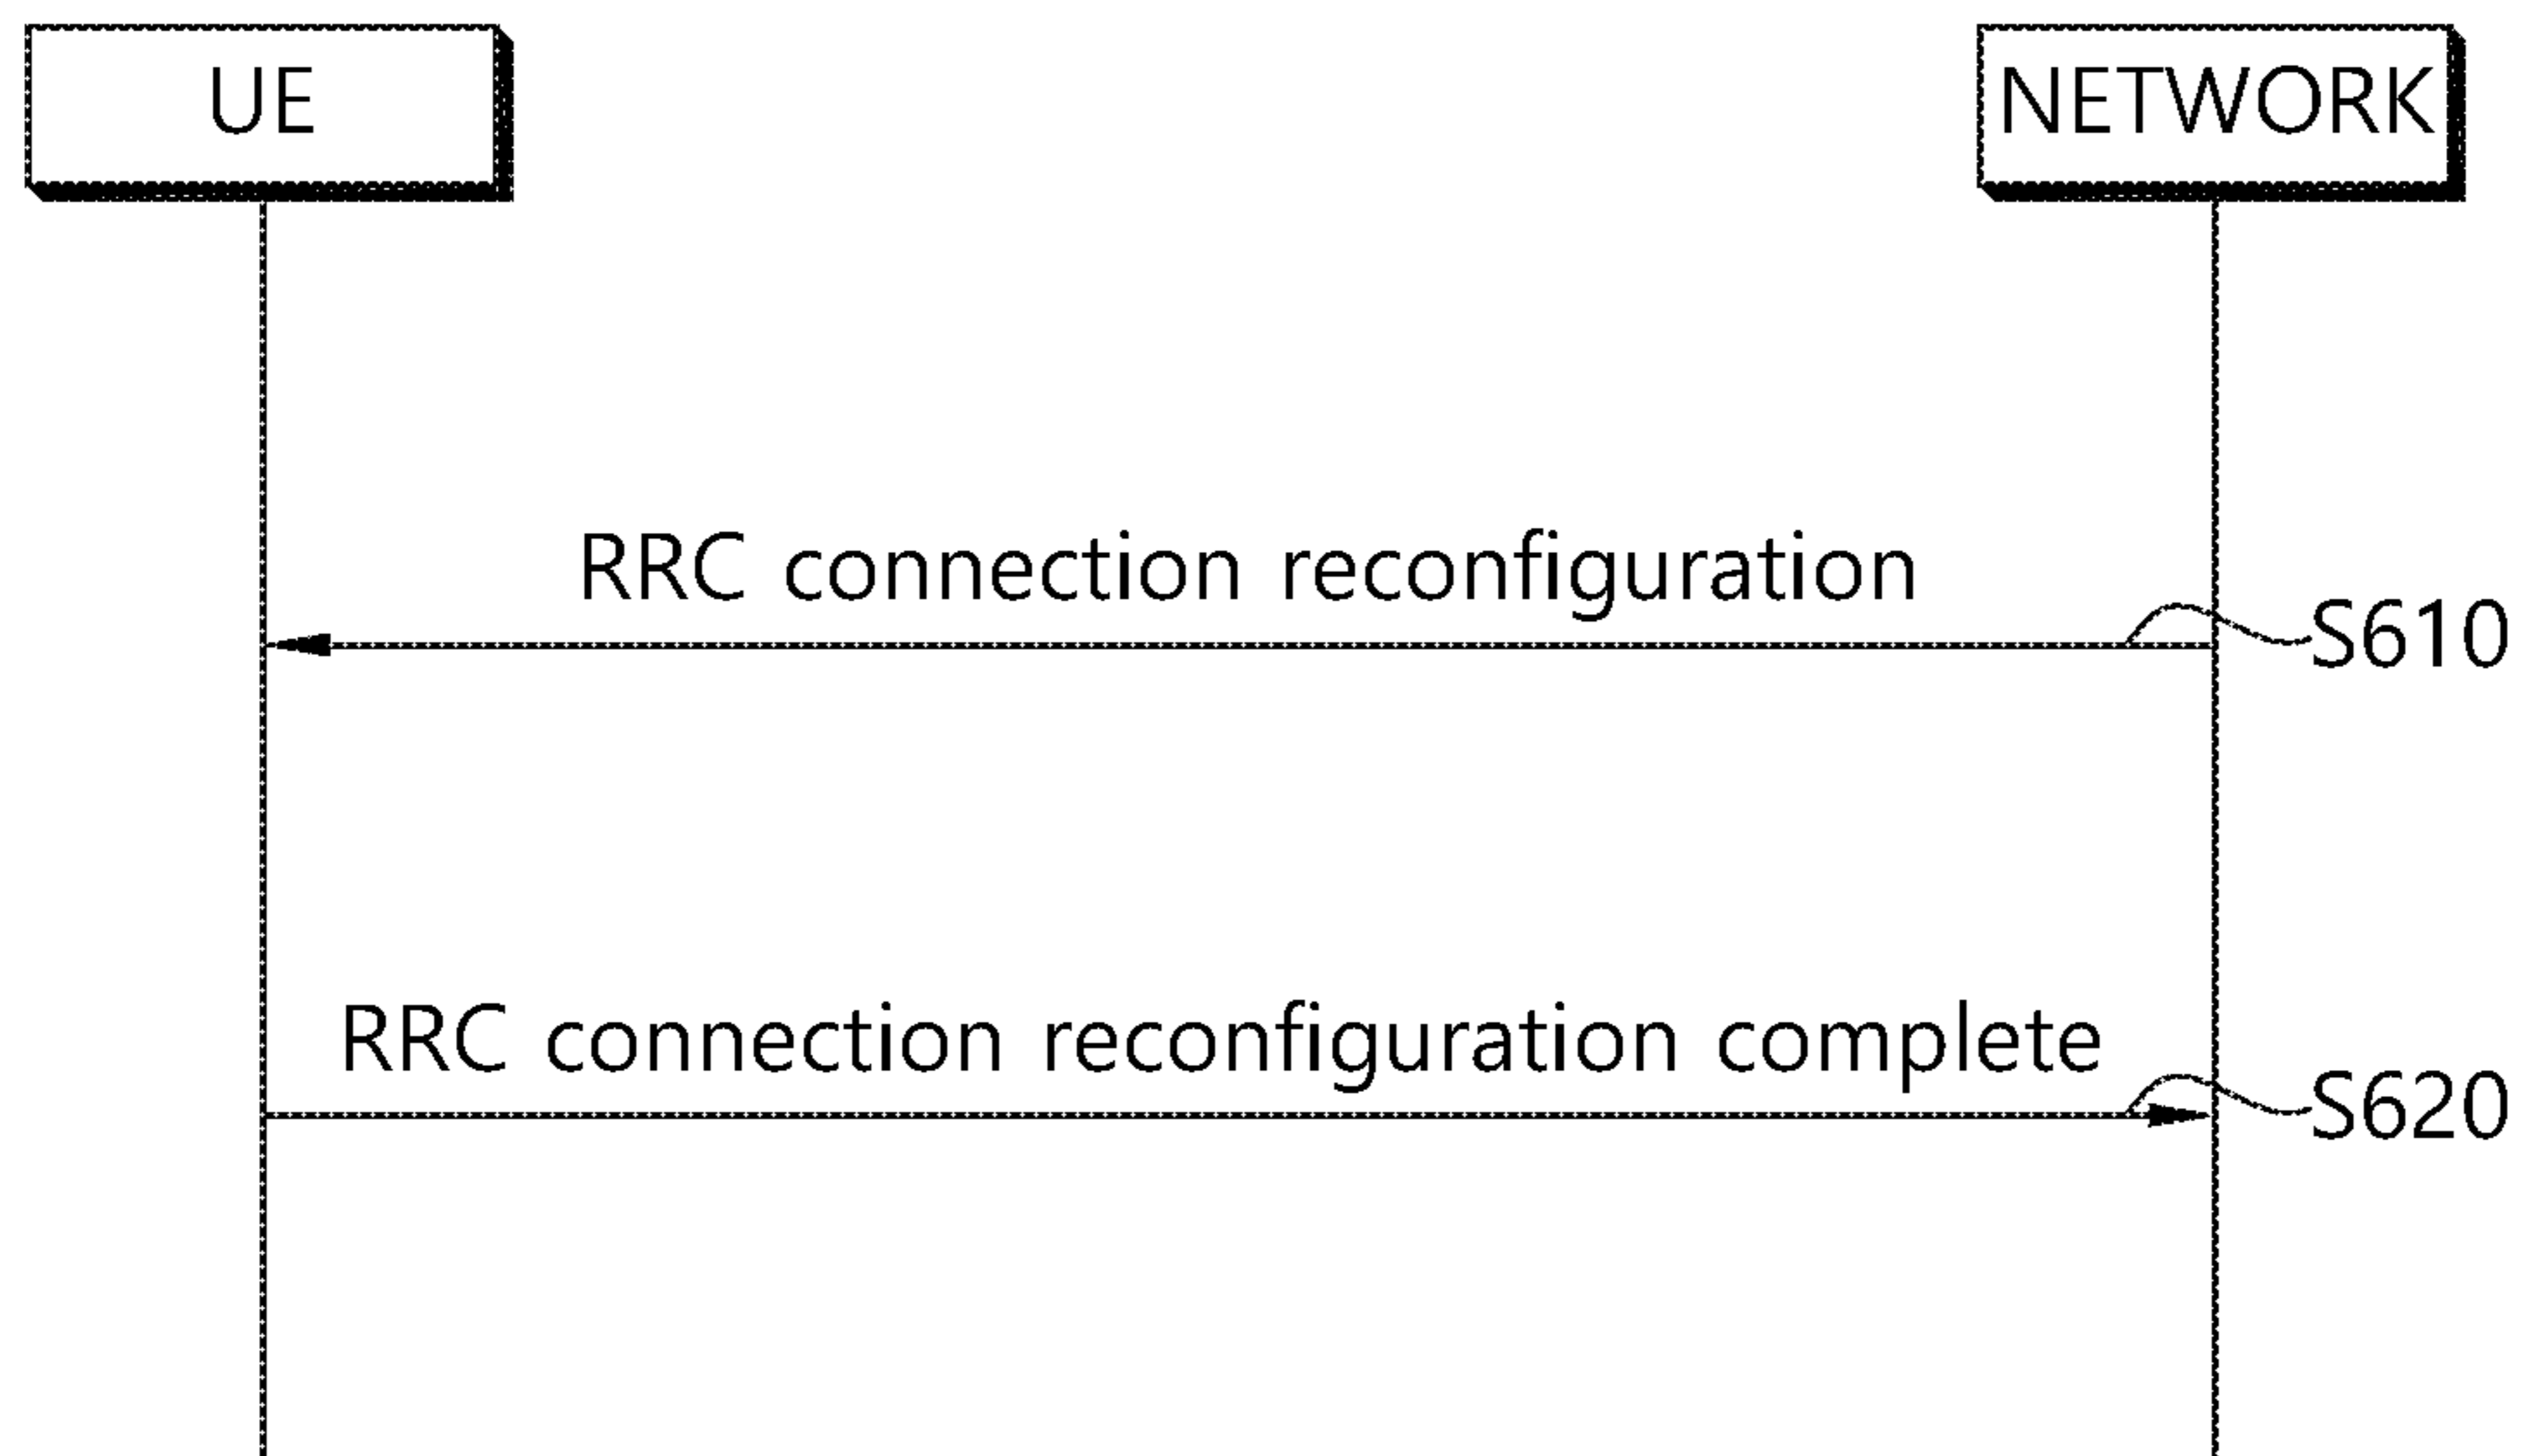 UE
NETWORK
RRC connection reconfiguration
S610
RRC connection reconfiguration complete
S620